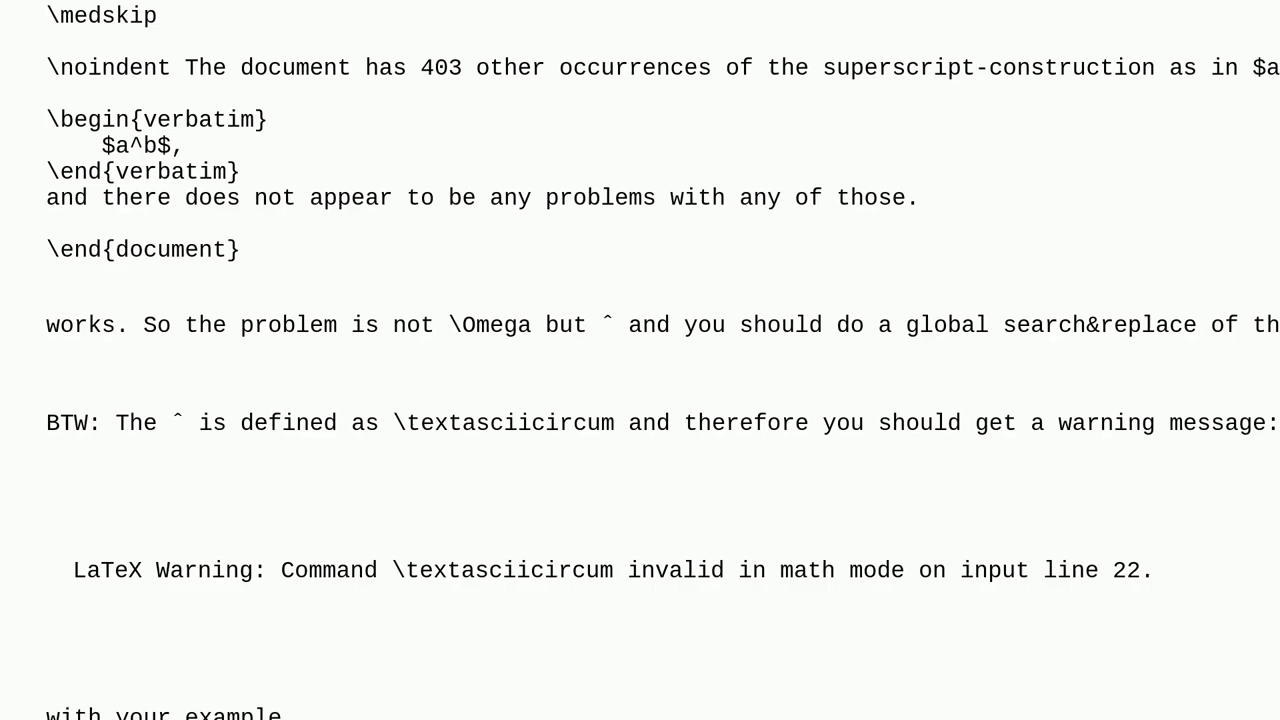 \medskip
\noindent The document has 403 other occurrences of the superscript-construction as in $a
\begin{verbatim}
$a^b$,
\end{verbatim}
and there does not appear to be any problems with any of those.
\end{document}
works. So the problem is not \Omega but ˆ and you should do a global search&replace of th
BTW: The ˆ is defined as \textasciicircum and therefore you should get a warning message:
LaTeX Warning: Command \textasciicircum invalid in math mode on input line 22.
with your example